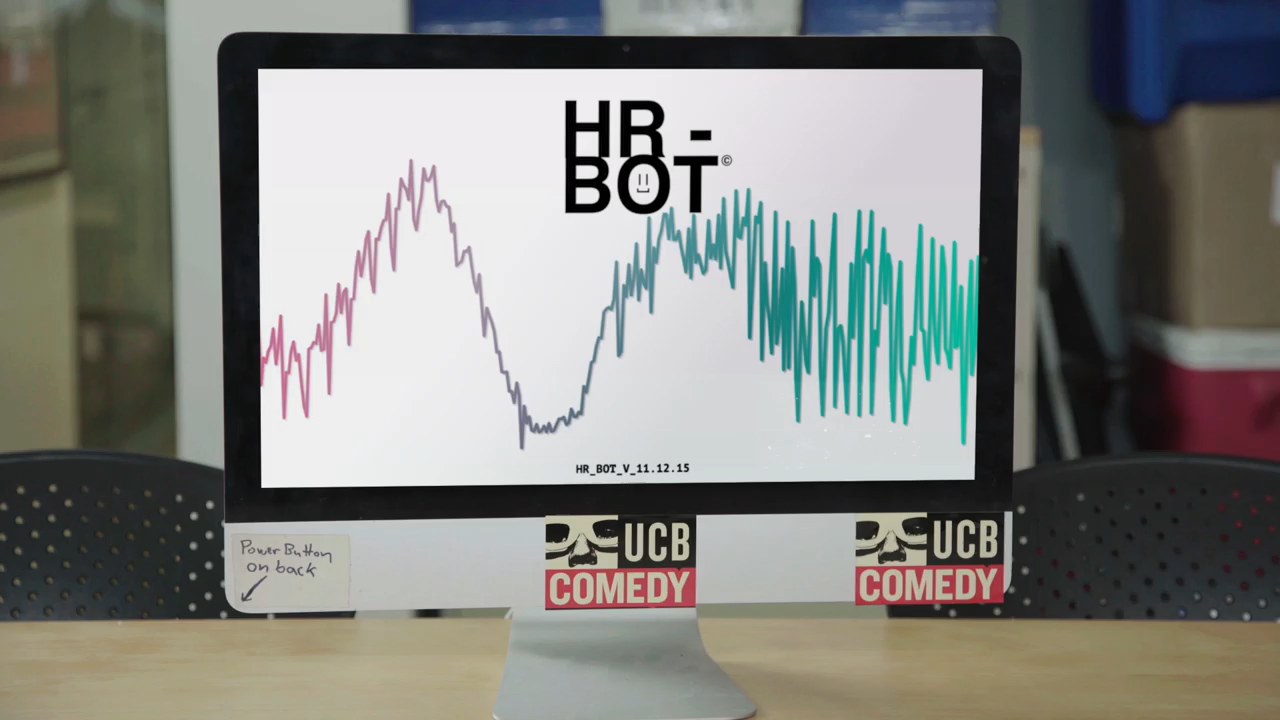 HR -
BOT©
HR_BOT_V_11.12.15
Power Button
on back
UCB
COMEDY
UCB
COMEDY